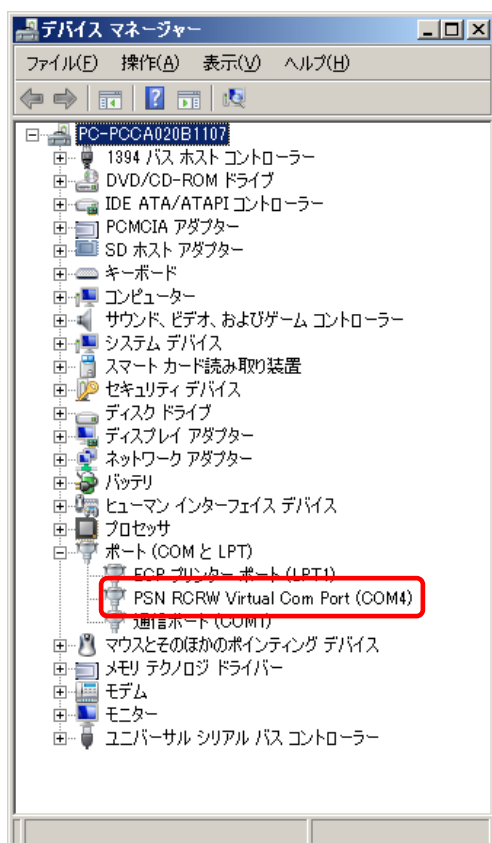 デバイス マネージャー
ファイル(F) 操作(A) 表示(V) ヘルプ(H)
PC-PCCA020B1107
1394 バス ホスト コントローラー
DVD/CD-ROM ドライブ
IDE ATA/ATAPI コントローラー
PCMCIA アダプター
SD ホスト アダプター
キーボード
コンピューター
サウンド、ビデオ、およびゲーム コントローラー
システム デバイス
スマート カード読み取り装置
セキュリティ デバイス
ディスク ドライブ
ディスプレイ アダプター
ネットワーク アダプター
バッテリ
ヒューマン インターフェイス デバイス
プロセッサ
ポート (COM と LPT)
ECP プリンター ポート (LPT1)
PSN RCRW Virtual Com Port (COM4)
通信ポート (COM1)
マウスとそのほかのポインティング デバイス
メモリ テクノロジ ドライバー
モデム
モニター
ユニバーサル シリアル バス コントローラー